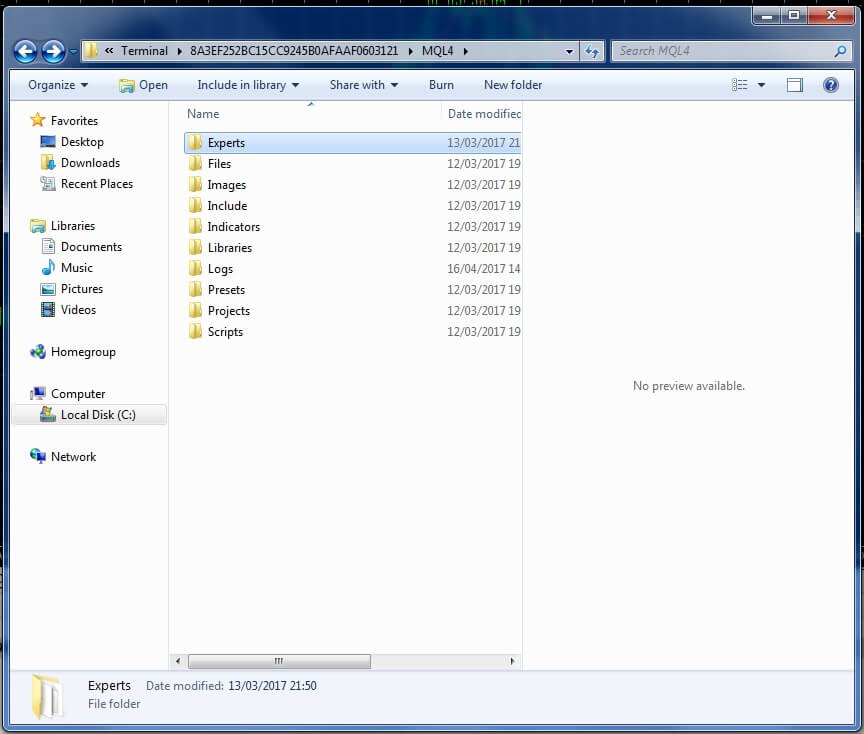 « Terminal 8A3EF252BC15CC9245B0AFAAF0603121 MQL4 Search MQL4
Organize Open Include in library Share with Burn New folder
Name Date modified
Favorites
Desktop
Downloads
Recent Places
Libraries
Documents
Music
Pictures
Videos
Homegroup
Computer
Local Disk (C:)
Network
Experts 13/03/2017 21
Files 12/03/2017 19
Images 12/03/2017 19
Include 12/03/2017 19
Indicators 12/03/2017 19
Libraries 12/03/2017 19
Logs 16/04/2017 14
Presets 12/03/2017 19
Projects 12/03/2017 19
Scripts 12/03/2017 19
No preview available.
Experts Date modified: 13/03/2017 21:50
File folder